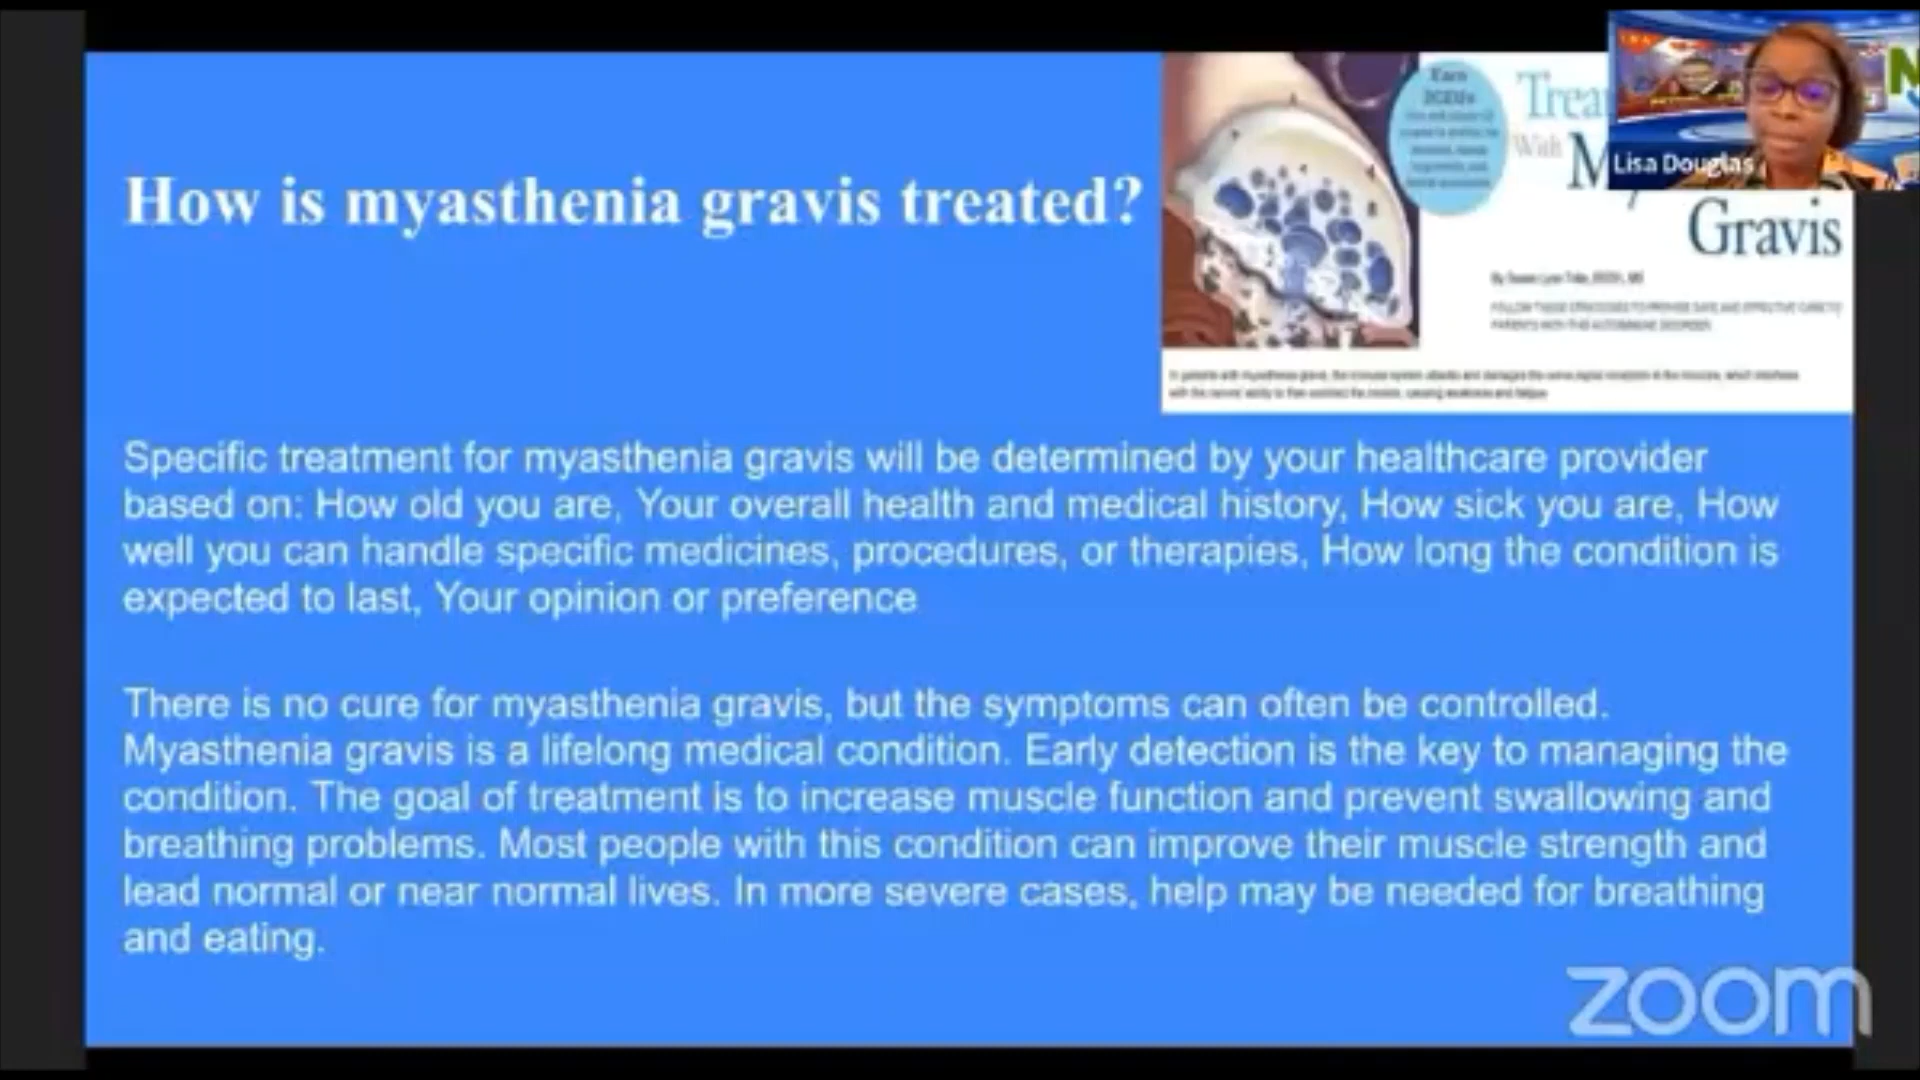 How is myasthenia gravis treated?
Earn
2 CEUs
Trea
With M
Gravis
Lisa Douglas
N
Specific treatment for myasthenia gravis will be determined by your healthcare provider
based on: How old you are, Your overall health and medical history, How sick you are, How
well you can handle specific medicines, procedures, or therapies, How long the condition is
expected to last, Your opinion or preference
There is no cure for myasthenia gravis, but the symptoms can often be controlled.
Myasthenia gravis is a lifelong medical condition. Early detection is the key to managing the
condition. The goal of treatment is to increase muscle function and prevent swallowing and
breathing problems. Most people with this condition can improve their muscle strength and
lead normal or near normal lives. In more severe cases, help may be needed for breathing
and eating.
zoom